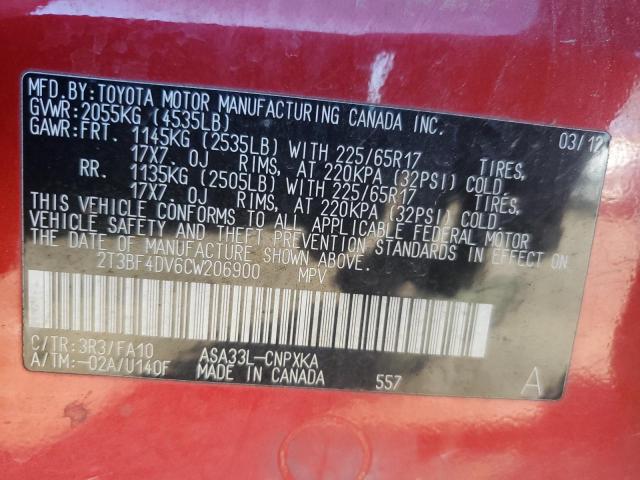 MFD.BY:TOYOTA MOTOR MANUFACTURING CANADA INC.
GVWR:2055KG (4535LB) 03/12
GAWR:FRT. 1145KG (2535LB) WITH 225/65R17 TIRES,
17X7. 0J RIMS, AT 220KPA (32PSI) COLD.
RR. 1135KG (2505LB) WITH 225/65R17 TIRES,
17X7. 0J RIMS, AT 220KPA (32PSI) COLD.
THIS VEHICLE CONFORMS TO ALL APPLICABLE FEDERAL MOTOR
VEHICLE SAFETY AND THEFT PREVENTION STANDARDS IN EFFECT ON
THE DATE OF MANUFACTURE SHOWN ABOVE.
2T3BF4DV6CW206900 MPV
C/TR:3R3/FA10 ASA33L-CNPXKA
A/TM:-02A/U140F MADE IN CANADA 557 A